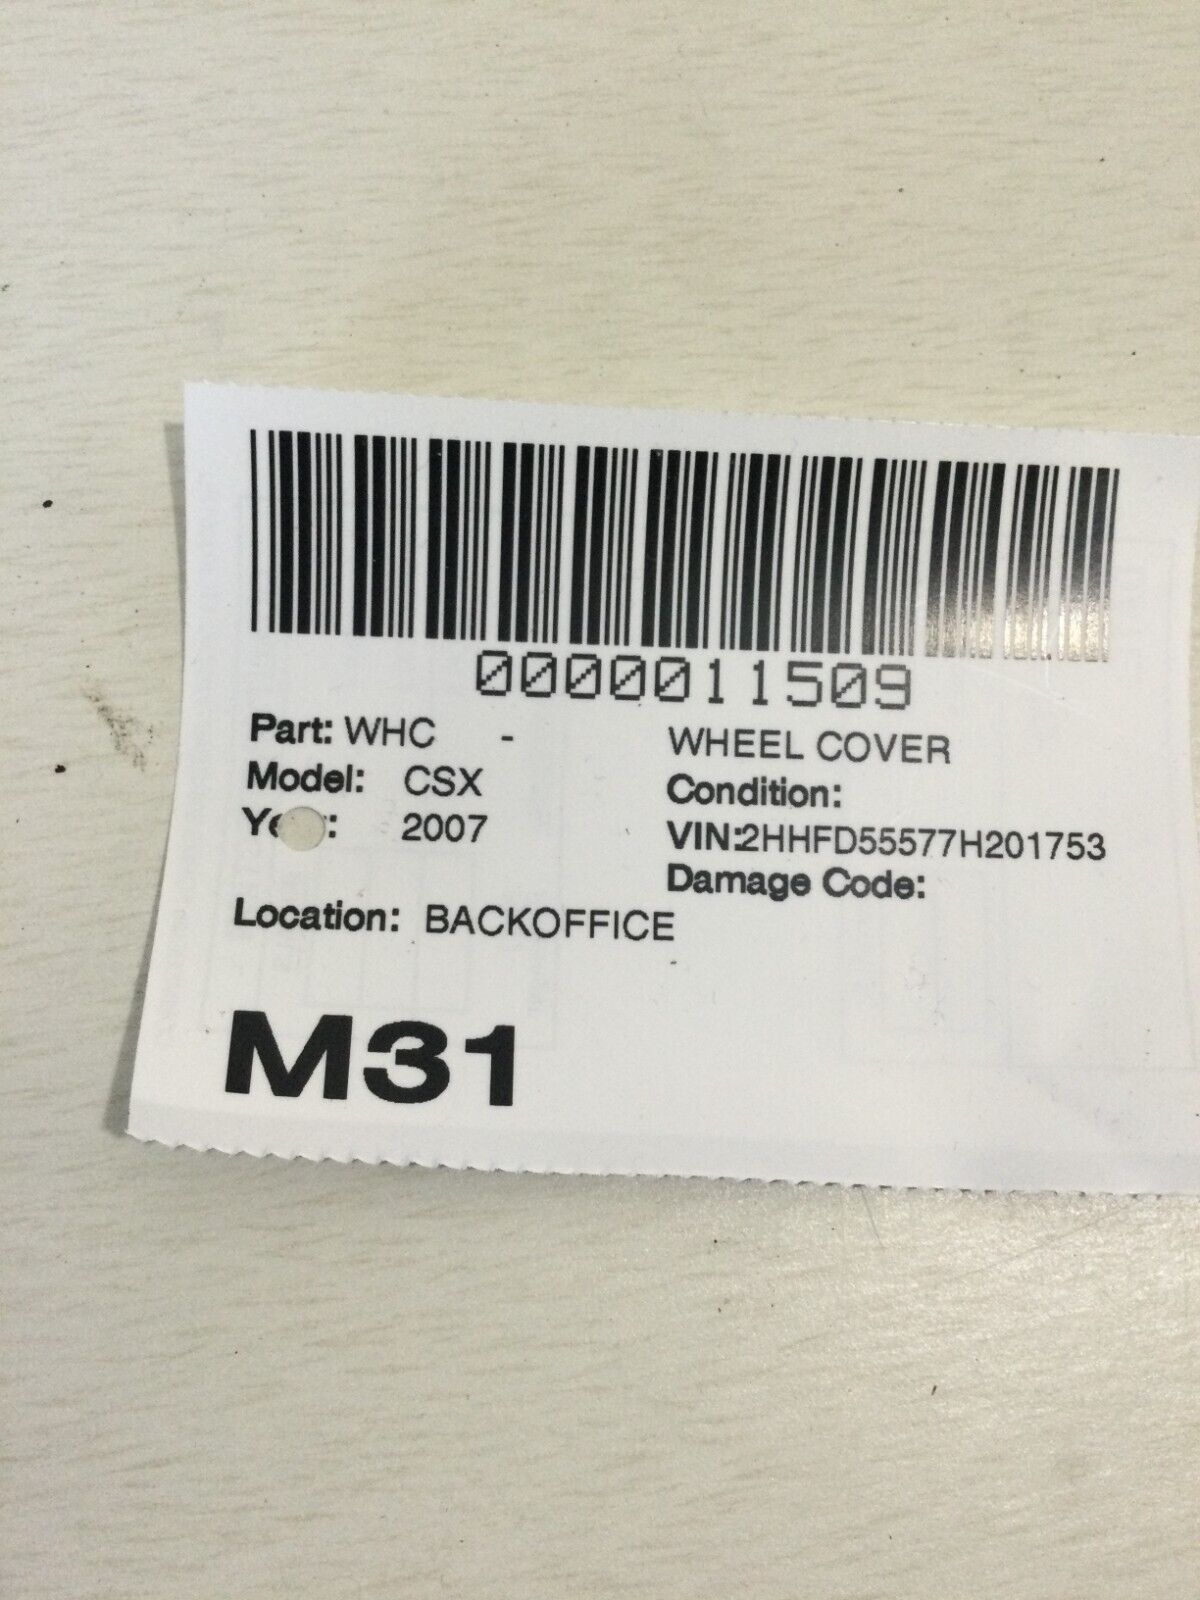 0000011509
Part: WHC - WHEEL COVER
Model: CSX Condition:
2007 VIN:2HHFD55577H201753
Damage Code:
Location: BACKOFFICE
M31